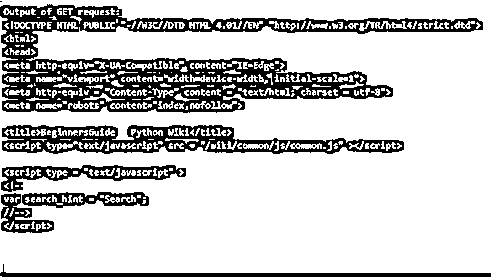 Output of GET request:
<!DOCTYPE HTML PUBLIC "-//W3C//DTD HTML 4.01//EN" "http://www.w3.org/TR/html4/strict.dtd">
<html>
<head>
<meta http-equiv="X-UA-Compatible" content="IE=Edge">
<meta name="viewport" content="width=device-width, initial-scale=1">
<meta http-equiv = "Content-Type" content = "text/html; charset = utf-8">
<meta name="robots" content="index,nofollow">
<title>BeginnersGuide   Python Wiki</title>
<script type="text/javascript" src = "/wiki/common/js/common.js" ></script>
<script type = "text/javascript" >
<!--
var search_hint = "Search";
//-->
</script>